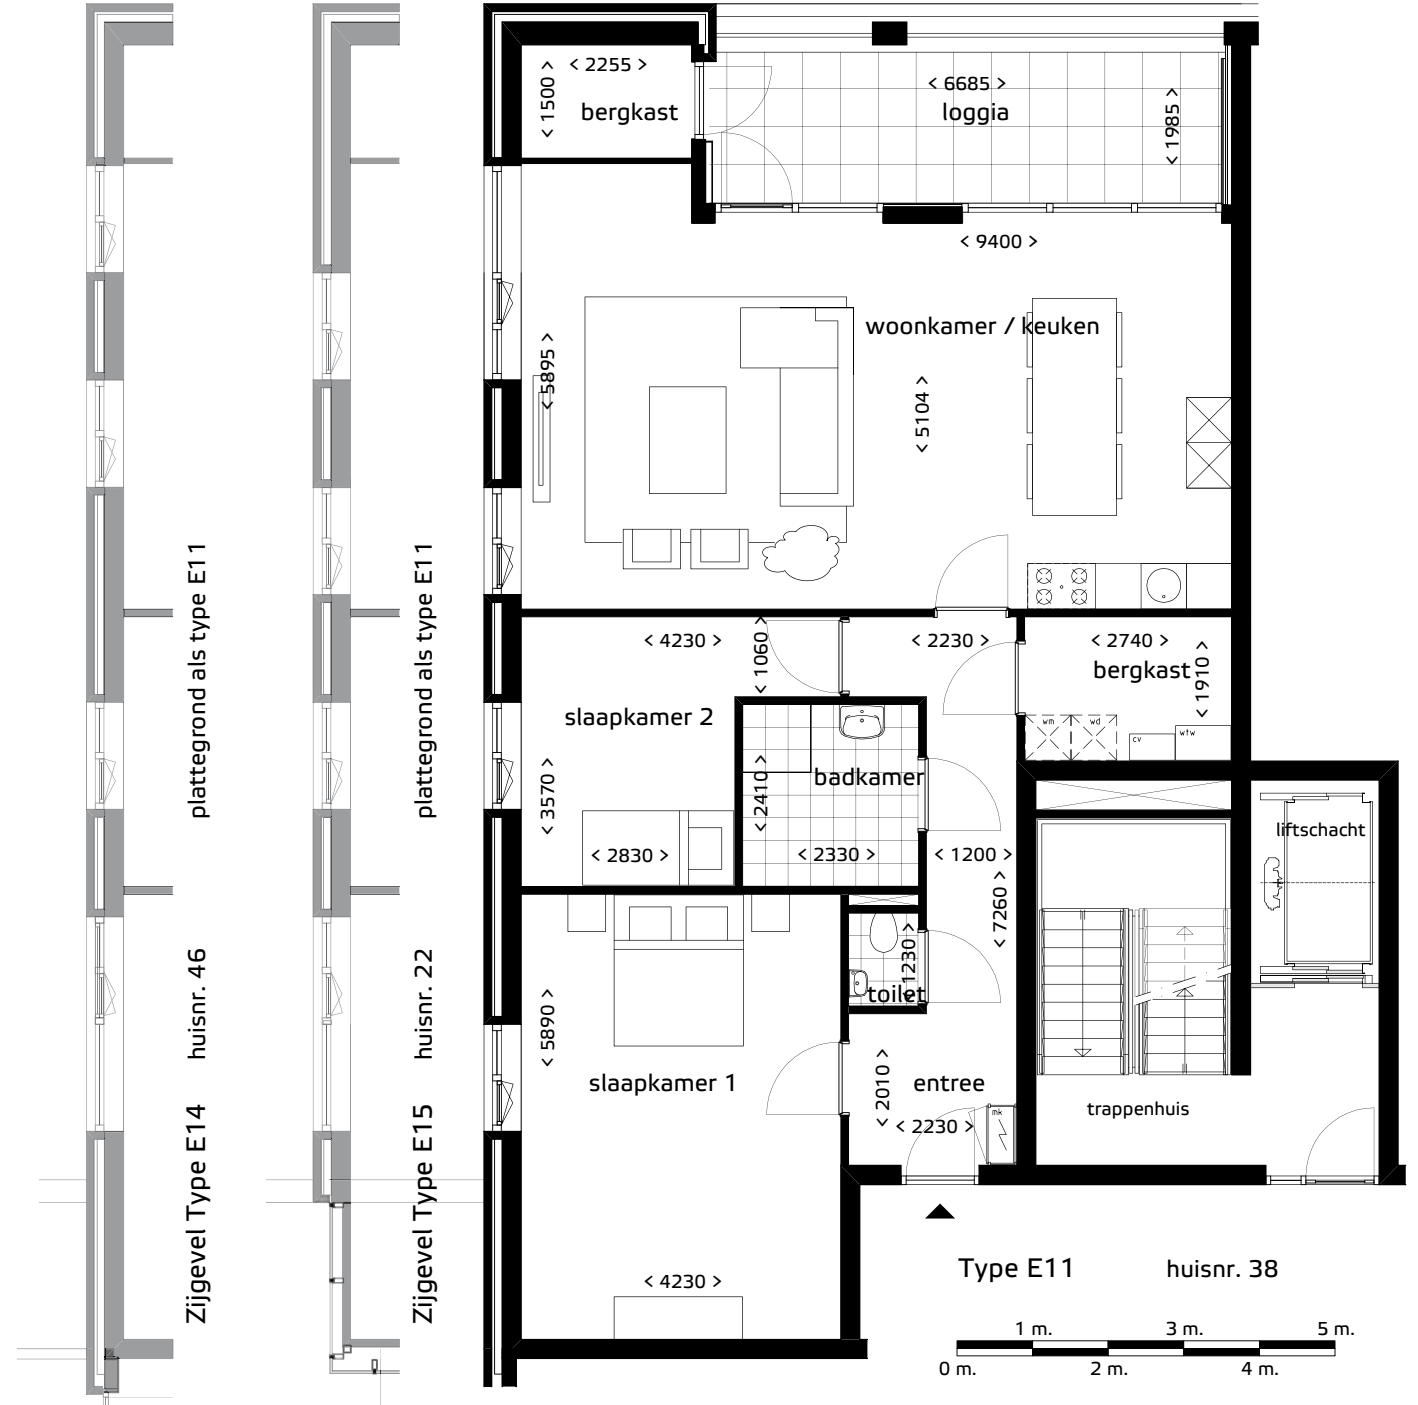 < 2255 >
< 1500 >
bergkast
< 6685 >
loggia
< 1985 >
< 9400 >
woonkamer / keuken
< 5895 >
< 5104 >
< 4230 >
< 1060 >
< 2230 >
< 2740 >
bergkast
< 1910 >
slaapkamer 2
wm
wd
cv
wtw
< 3570 >
< 2410 >
badkamer
< 2830 >
< 2330 >
< 1200 >
< 7260 >
liftschacht
< 1230 >
toilet
< 5890 >
slaapkamer 1
< 2010 >
entree
< 2230 >
mk
trappenhuis
< 4230 >
Type E11 huisnr. 38
1 m. 3 m. 5 m.
0 m. 2 m. 4 m.
Zijgevel Type E14 huisnr. 46 plattegrond als type E11
Zijgevel Type E15 huisnr. 22 plattegrond als type E11